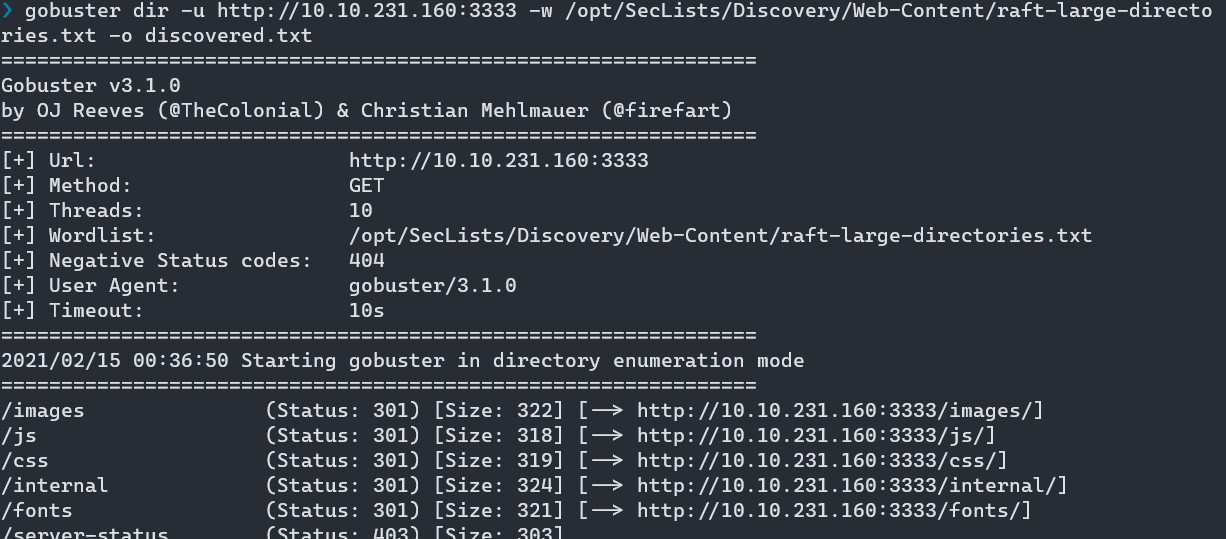 ❯ gobuster dir -u http://10.10.231.160:3333 -w /opt/SecLists/Discovery/Web-Content/raft-large-directo
ries.txt -o discovered.txt
===============================================================
Gobuster v3.1.0
by OJ Reeves (@TheColonial) & Christian Mehlmauer (@firefart)
===============================================================
[+] Url:                     http://10.10.231.160:3333
[+] Method:                  GET
[+] Threads:                 10
[+] Wordlist:                /opt/SecLists/Discovery/Web-Content/raft-large-directories.txt
[+] Negative Status codes:   404
[+] User Agent:              gobuster/3.1.0
[+] Timeout:                 10s
===============================================================
2021/02/15 00:36:50 Starting gobuster in directory enumeration mode
===============================================================
/images               (Status: 301) [Size: 322] [--> http://10.10.231.160:3333/images/]
/js                   (Status: 301) [Size: 318] [--> http://10.10.231.160:3333/js/]
/css                  (Status: 301) [Size: 319] [--> http://10.10.231.160:3333/css/]
/internal             (Status: 301) [Size: 324] [--> http://10.10.231.160:3333/internal/]
/fonts                (Status: 301) [Size: 321] [--> http://10.10.231.160:3333/fonts/]
/server-status        (Status: 403) [Size: 303]